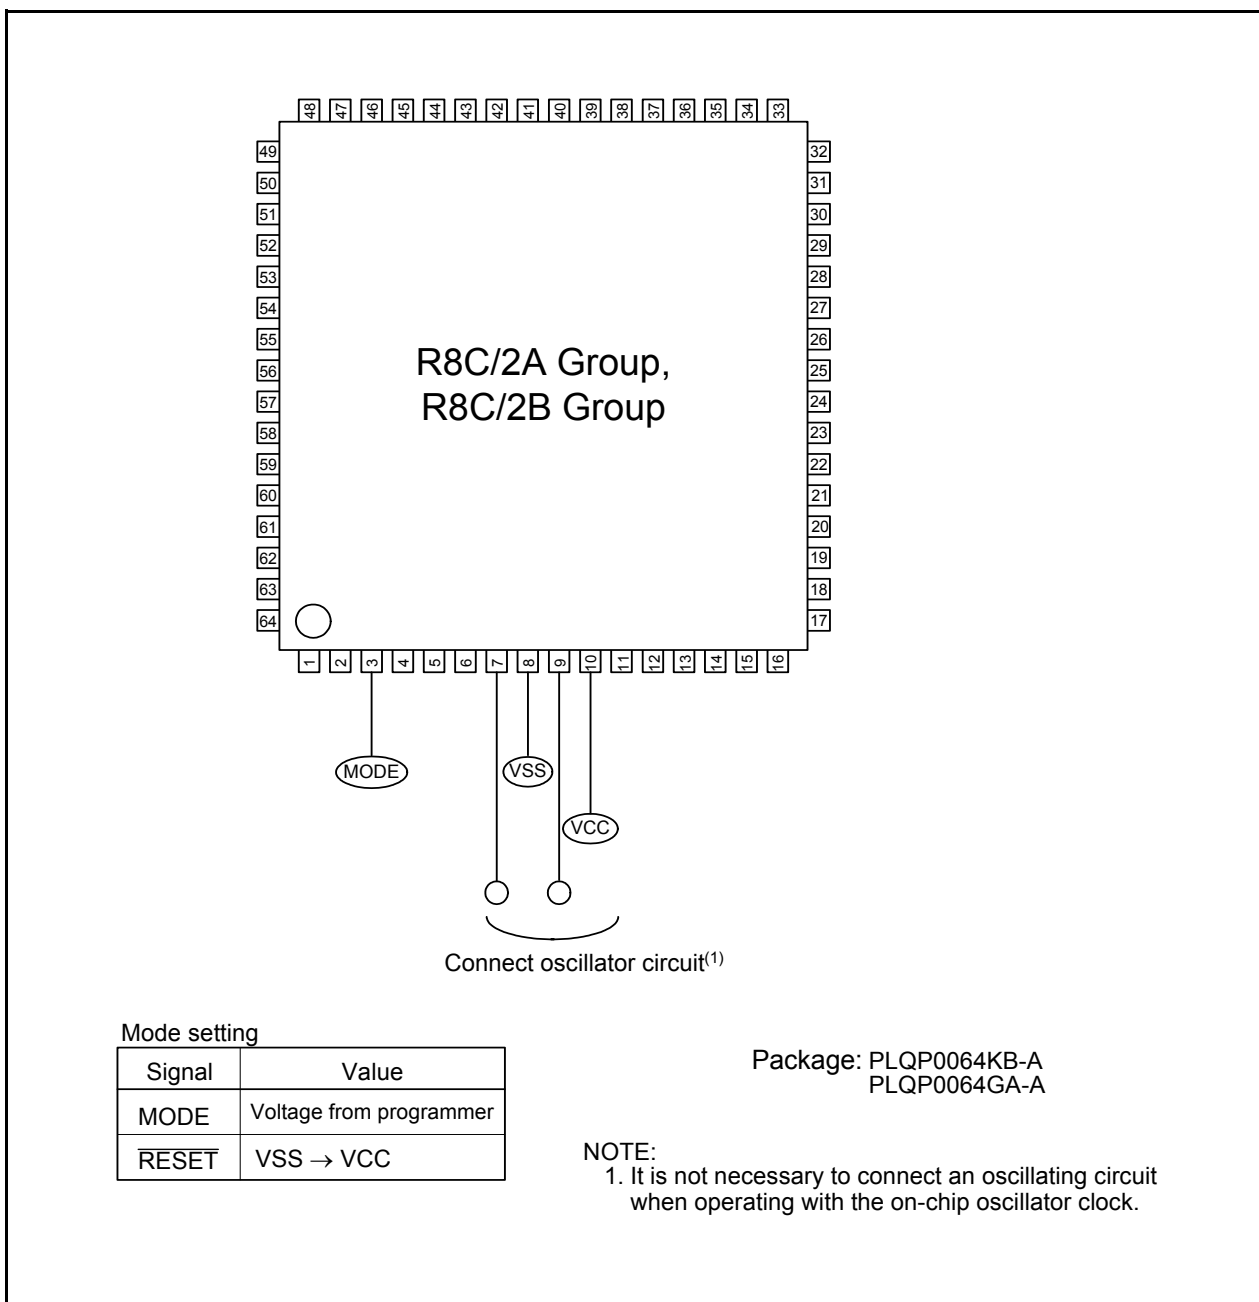 48 47 46 45 44 43 42 41 40 39 38 37 36 35 34 33
49 32
50 31
51 30
52 29
53 28
54 27
55 26
56 25
57 24
58 23
59 22
60 21
61 20
62 19
63 18
64 17
R8C/2A Group,
R8C/2B Group
1 2 3 4 5 6 7 8 9 10 11 12 13 14 15 16
MODE VSS
VCC
Connect oscillator circuit(1)
Mode setting
Signal Value
MODE Voltage from programmer
RESET VSS → VCC
Package: PLQP0064KB-A
PLQP0064GA-A
NOTE:
1. It is not necessary to connect an oscillating circuit
when operating with the on-chip oscillator clock.